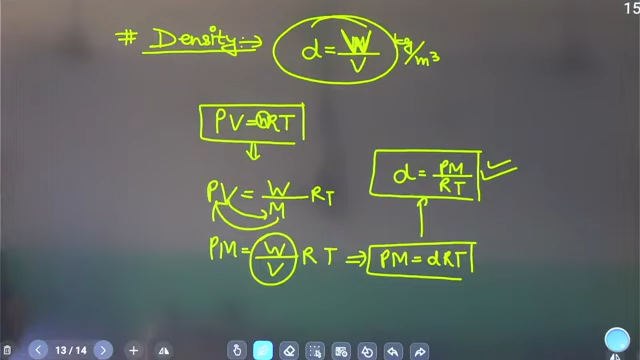 15
# Density:→ d = W/V kg/m³
PV = nRT
⇓
PV = W/M RT
PM = W/V RT ⇒ PM = dRT
d = PM/RT
13 / 14